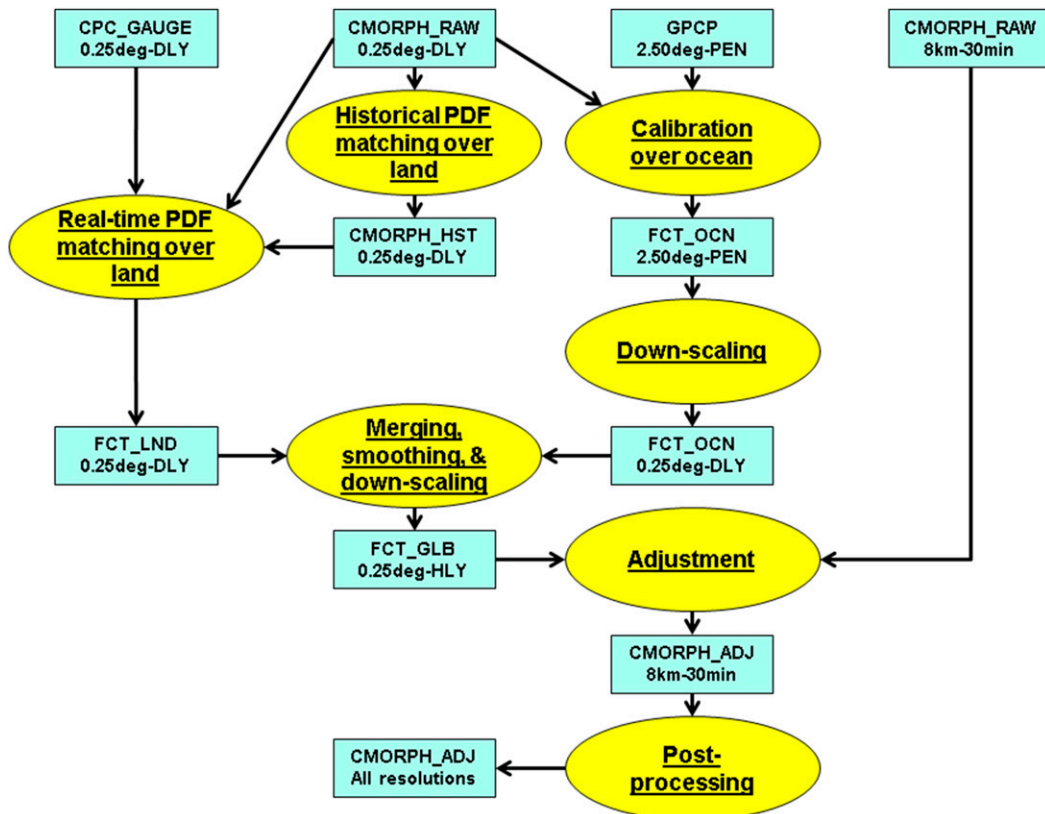 CPC_GAUGE
0.25deg-DLY
CMORPH_RAW
0.25deg-DLY
GPCP
2.50deg-PEN
CMORPH_RAW
8km-30min
Historical PDF
matching over
land
Calibration
over ocean
Real-time PDF
matching over
land
CMORPH_HST
0.25deg-DLY
FCT_OCN
2.50deg-PEN
Down-scaling
FCT_LND
0.25deg-DLY
Merging,
smoothing, &
down-scaling
FCT_OCN
0.25deg-DLY
FCT_GLB
0.25deg-HLY
Adjustment
CMORPH_ADJ
8km-30min
CMORPH_ADJ
All resolutions
Post-
processing